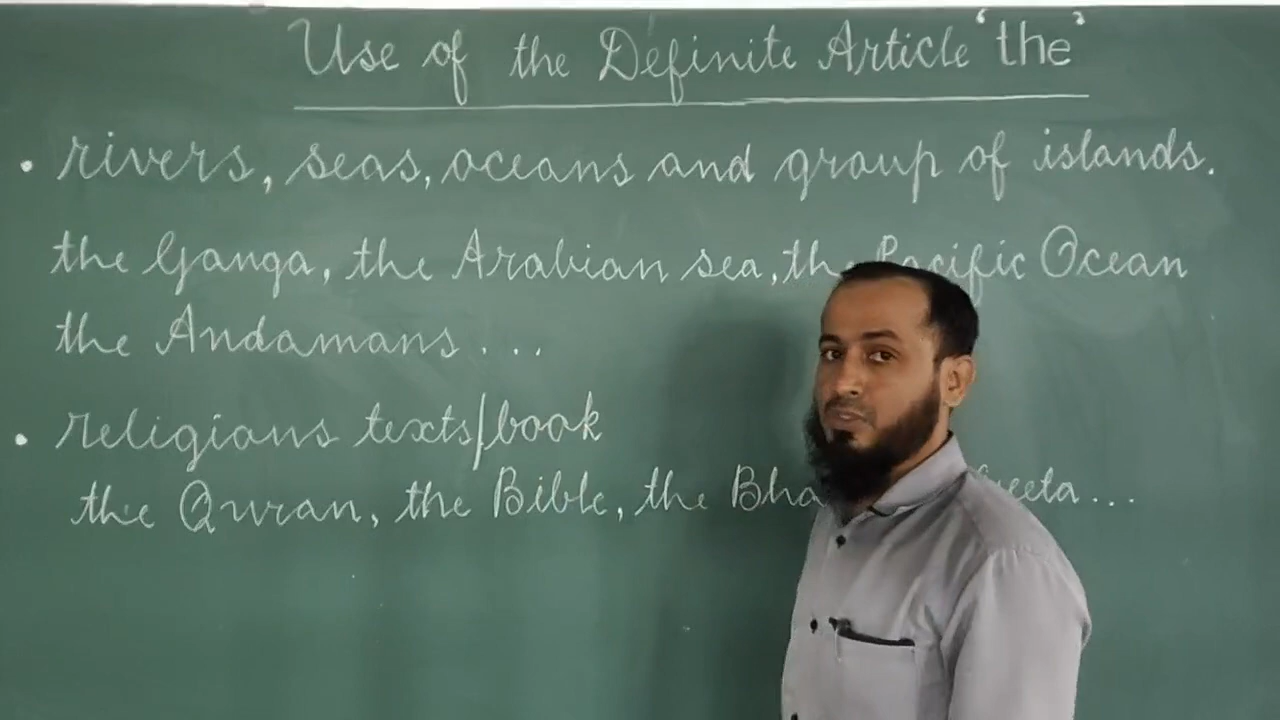 Use of the Definite Article 'the'
• rivers, seas, oceans and group of islands.
the Ganga, the Arabian sea, the Pacific Ocean
the Andamans ...
• religious texts/book
the Quran, the Bible, the ...